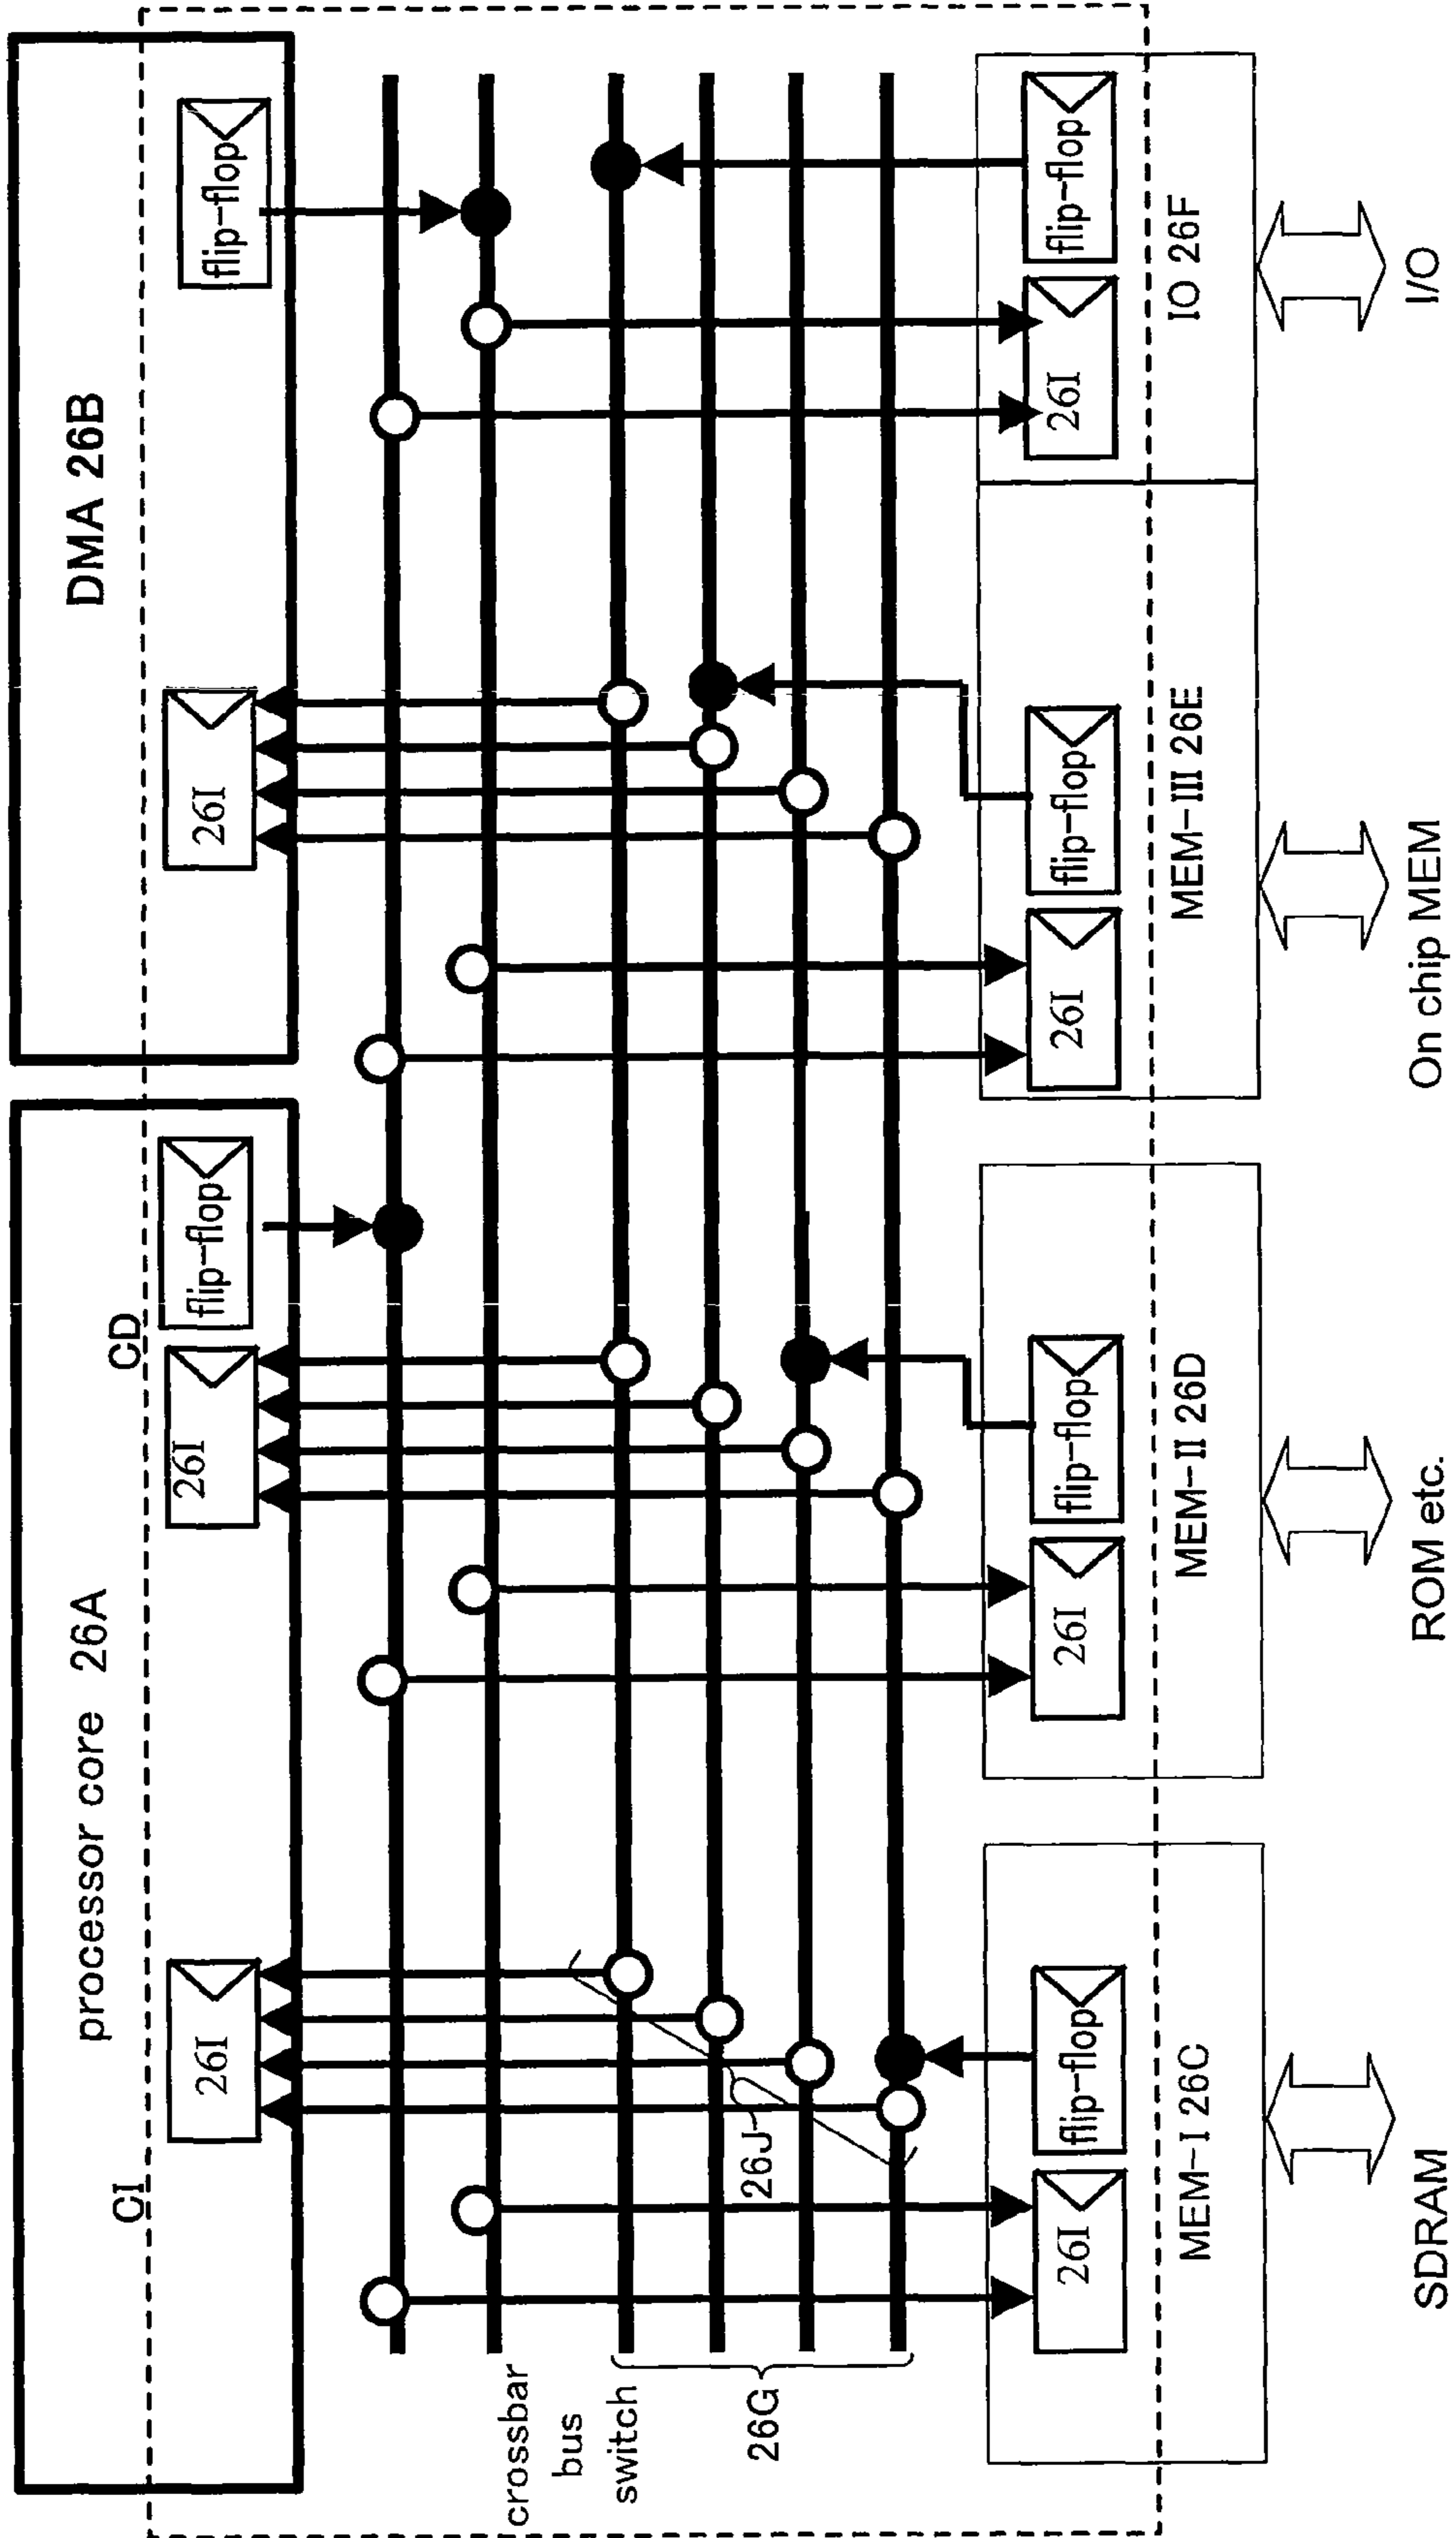 processor core 26A
DMA 26B
CI
CD
26I
26I
flip-flop
26I
flip-flop
crossbar
bus
switch
26G
26J
26I
flip-flop
26I
flip-flop
26I
flip-flop
26I
flip-flop
MEM-I 26C
MEM-II 26D
MEM-III 26E
IO 26F
SDRAM
ROM etc.
On chip MEM
I/O